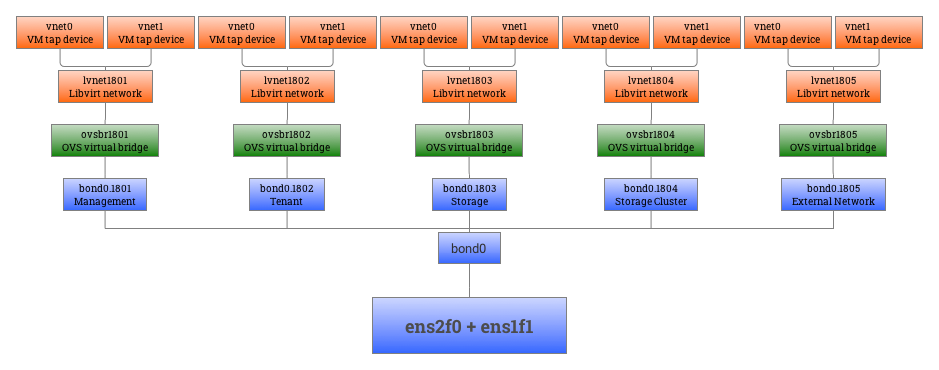 vnet0
VM tap device
vnet1
VM tap device
vnet0
VM tap device
vnet1
VM tap device
vnet0
VM tap device
vnet1
VM tap device
vnet0
VM tap device
vnet1
VM tap device
vnet0
VM tap device
vnet1
VM tap device
lvnet1801
Libvirt network
lvnet1802
Libvirt network
lvnet1803
Libvirt network
lvnet1804
Libvirt network
lvnet1805
Libvirt network
ovsbr1801
OVS virtual bridge
ovsbr1802
OVS virtual bridge
ovsbr1803
OVS virtual bridge
ovsbr1804
OVS virtual bridge
ovsbr1805
OVS virtual bridge
bond0.1801
Management
bond0.1802
Tenant
bond0.1803
Storage
bond0.1804
Storage Cluster
bond0.1805
External Network
bond0
ens2f0 + ens1f1